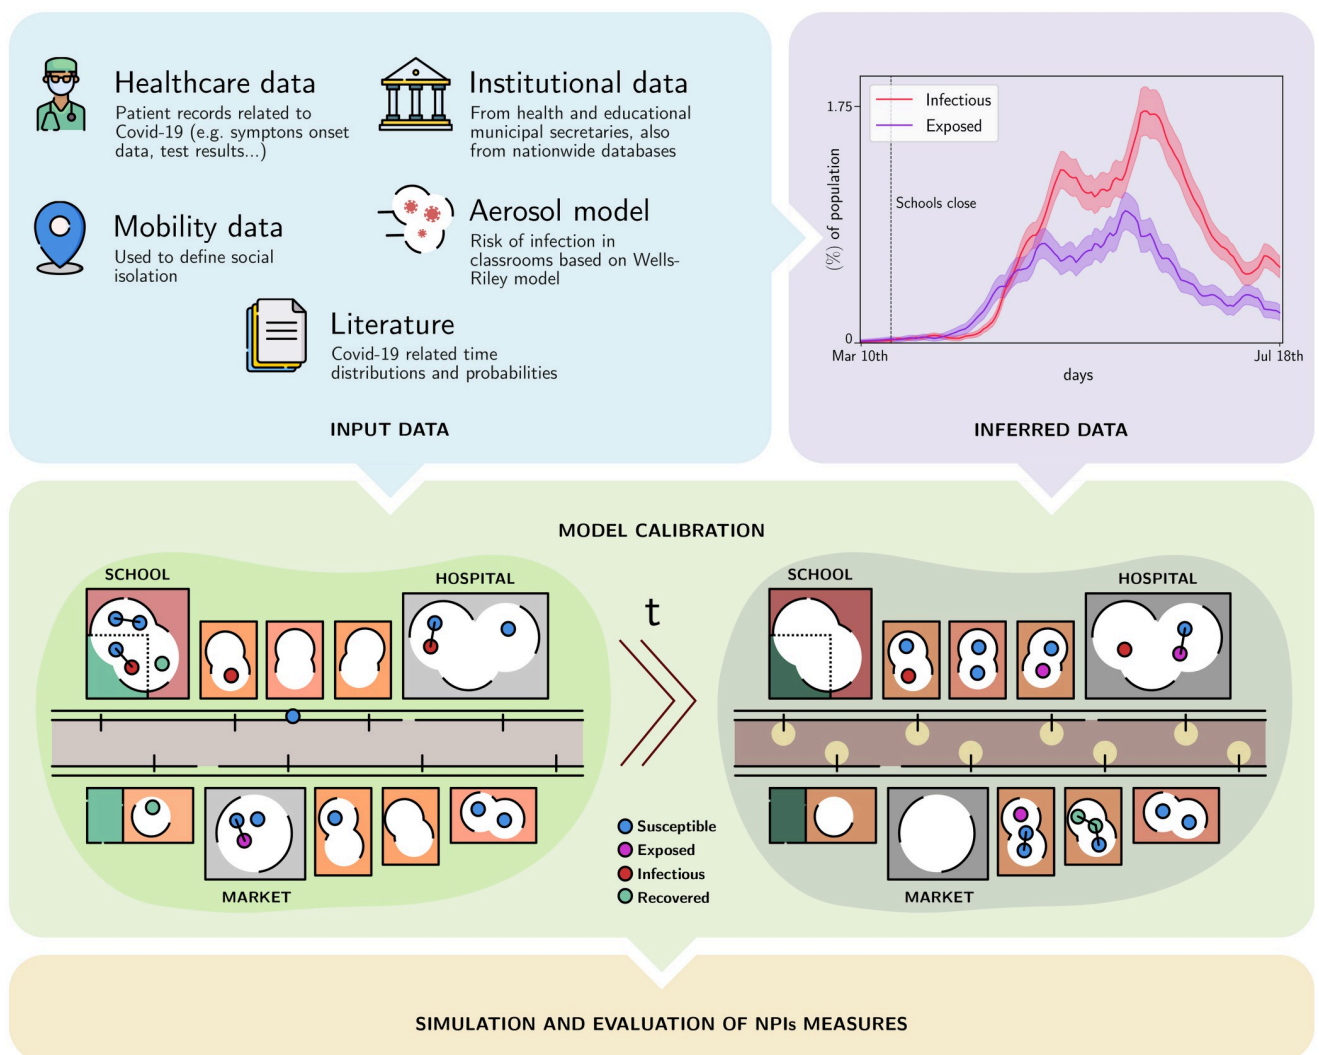 Healthcare data
Patient records related to
Covid-19 (e.g. symptons onset
data, test results...)
Institutional data
From health and educational
municipal secretaries, also
from nationwide databases
Mobility data
Used to define social
isolation
Aerosol model
Risk of infection in
classrooms based on Wells-
Riley model
Literature
Covid-19 related time
distributions and probabilities
INPUT DATA
Infectious
Exposed
1.75
(%) of population
Schools close
0
Mar 10th
Jul 18th
days
INFERRED DATA
MODEL CALIBRATION
SCHOOL
HOSPITAL
t
SCHOOL
HOSPITAL
MARKET
Susceptible
Exposed
Infectious
Recovered
MARKET
SIMULATION AND EVALUATION OF NPIs MEASURES